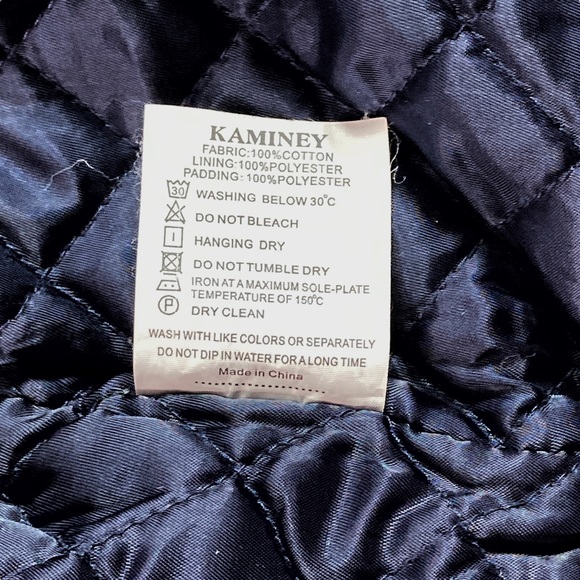 KAMINEY
FABRIC:100%COTTON
LINING:100%POLYESTER
PADDING:100%POLYESTER
30 WASHING BELOW 30°C
DO NOT BLEACH
HANGING DRY
DO NOT TUMBLE DRY
IRON AT A MAXIMUM SOLE-PLATE
TEMPERATURE OF 150°C
P DRY CLEAN
WASH WITH LIKE COLORS OR SEPARATELY
DO NOT DIP IN WATER FOR A LONG TIME
Made in China